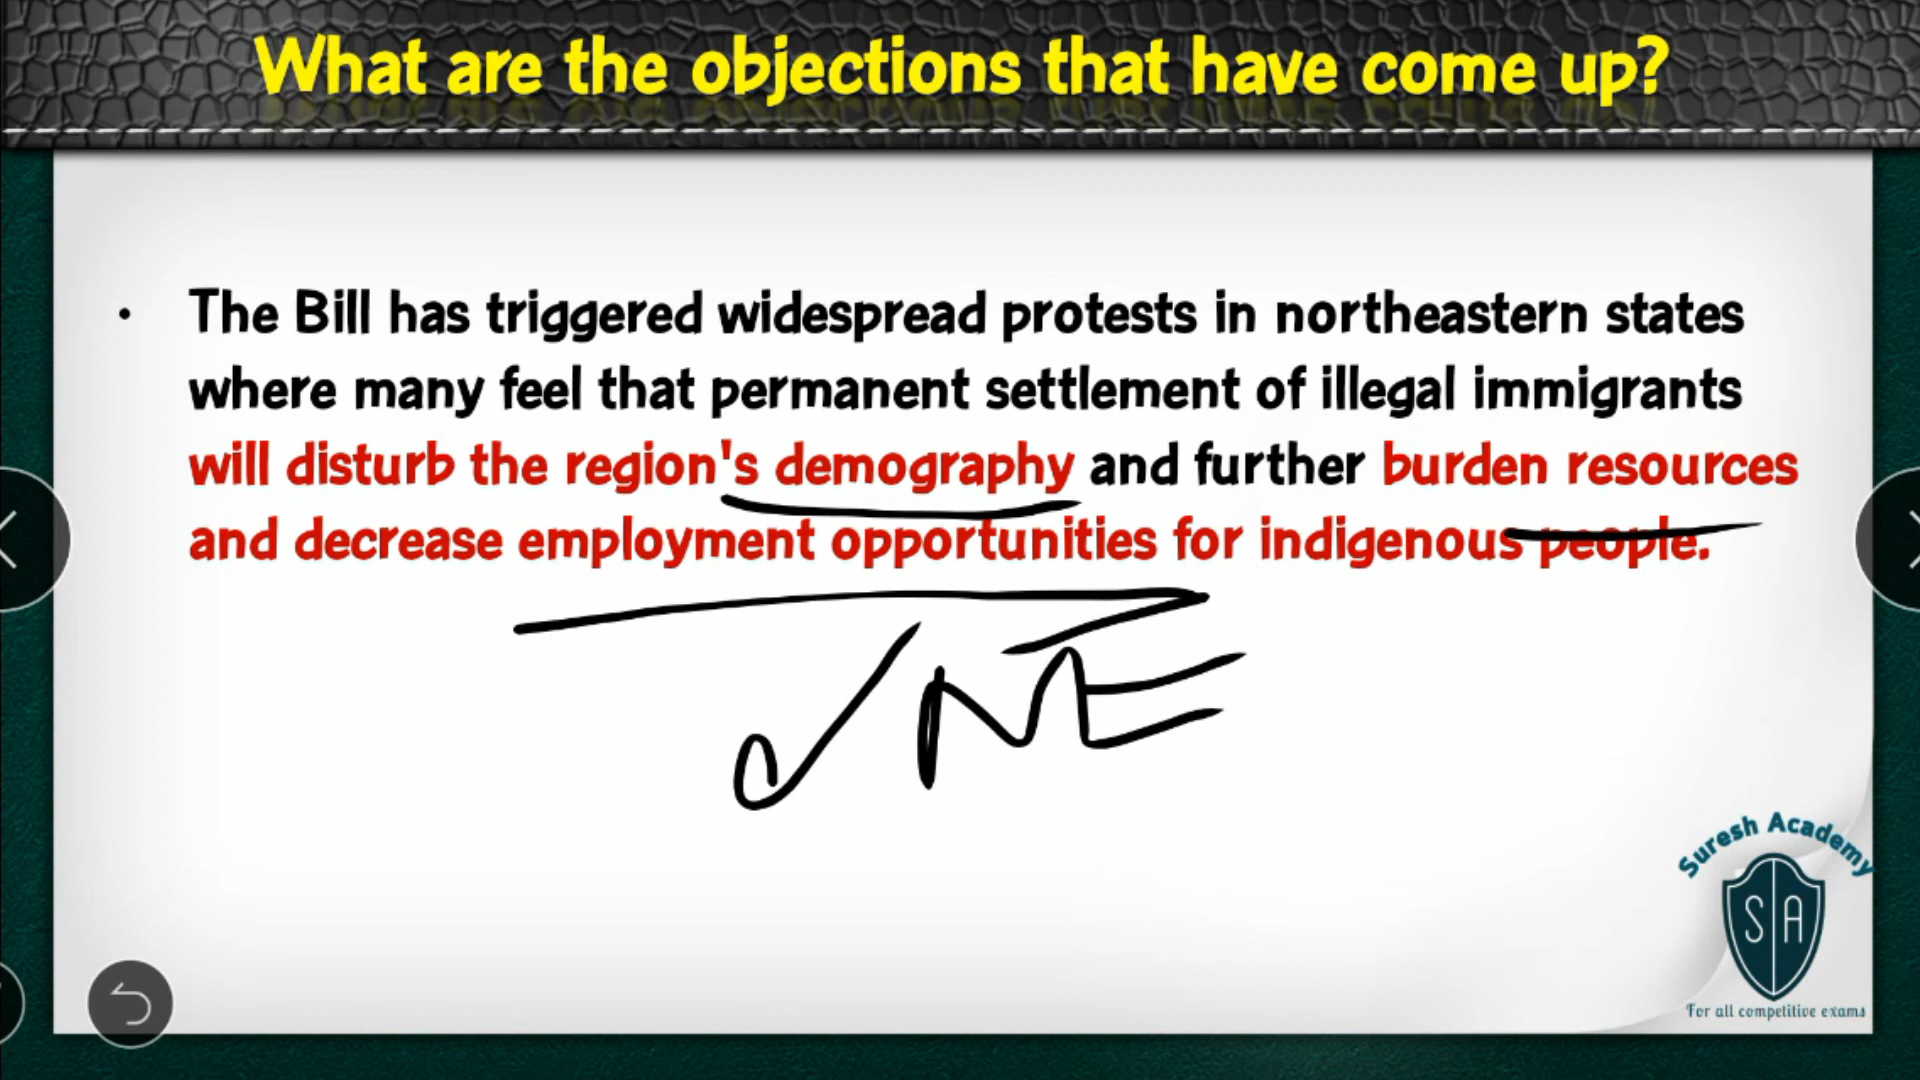 What are the objections that have come up?
• The Bill has triggered widespread protests in northeastern states
where many feel that permanent settlement of illegal immigrants
will disturb the region's demography and further burden resources
and decrease employment opportunities for indigenous people.
NE
Suresh Academy
S A
For all competitive exams